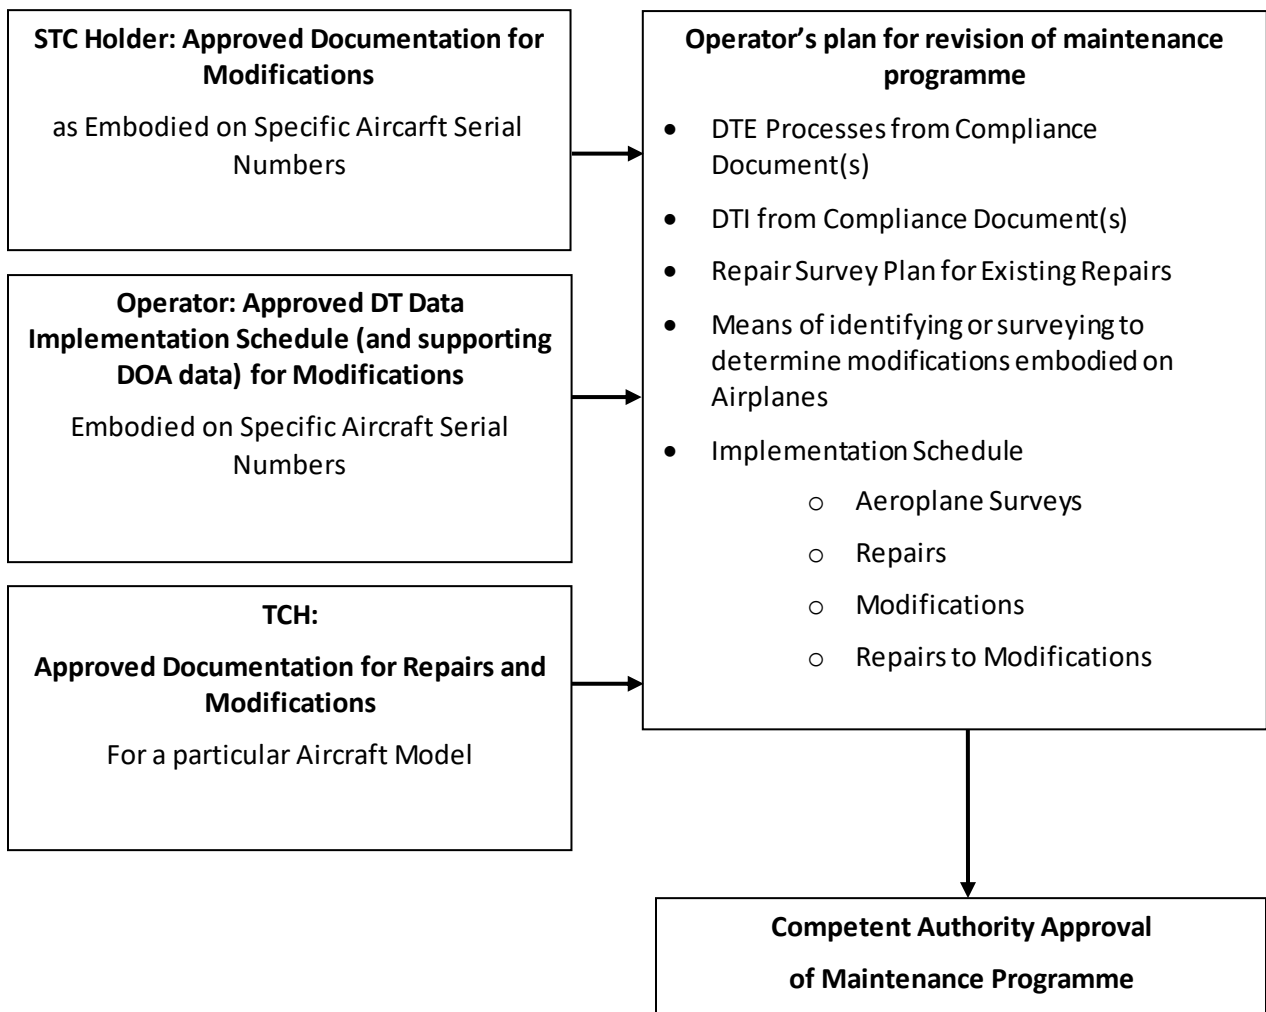 STC Holder: Approved Documentation for
Modifications
as Embodied on Specific Aircarft Serial
Numbers
Operator: Approved DT Data
Implementation Schedule (and supporting
DOA data) for Modifications
Embodied on Specific Aircraft Serial
Numbers
TCH:
Approved Documentation for Repairs and
Modifications
For a particular Aircraft Model
Operator’s plan for revision of maintenance
programme
• DTE Processes from Compliance
Document(s)
• DTI from Compliance Document(s)
• Repair Survey Plan for Existing Repairs
• Means of identifying or surveying to
determine modifications embodied on
Airplanes
• Implementation Schedule
o Aeroplane Surveys
o Repairs
o Modifications
o Repairs to Modifications
Competent Authority Approval
of Maintenance Programme